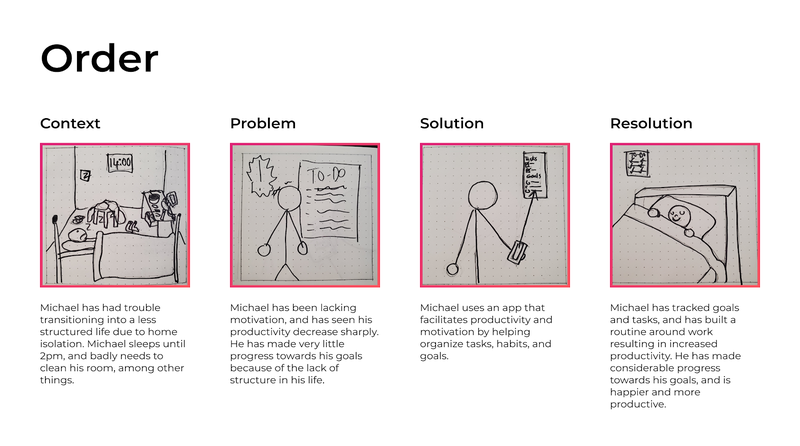 Order
Context
14:00
Michael has had trouble
transitioning into a less
structured life due to home
isolation. Michael sleeps until
2pm, and badly needs to
clean his room, among other
things.
Problem
!
TO-DO
Michael has been lacking
motivation, and has seen his
productivity decrease sharply.
He has made very little
progress towards his goals
because of the lack of
structure in his life.
Solution
Tasks
Goals
Michael uses an app that
facilitates productivity and
motivation by helping
organize tasks, habits, and
goals.
Resolution
TO-DO
Michael has tracked goals
and tasks, and has built a
routine around work
resulting in increased
productivity. He has made
considerable progress
towards his goals, and is
happier and more
productive.